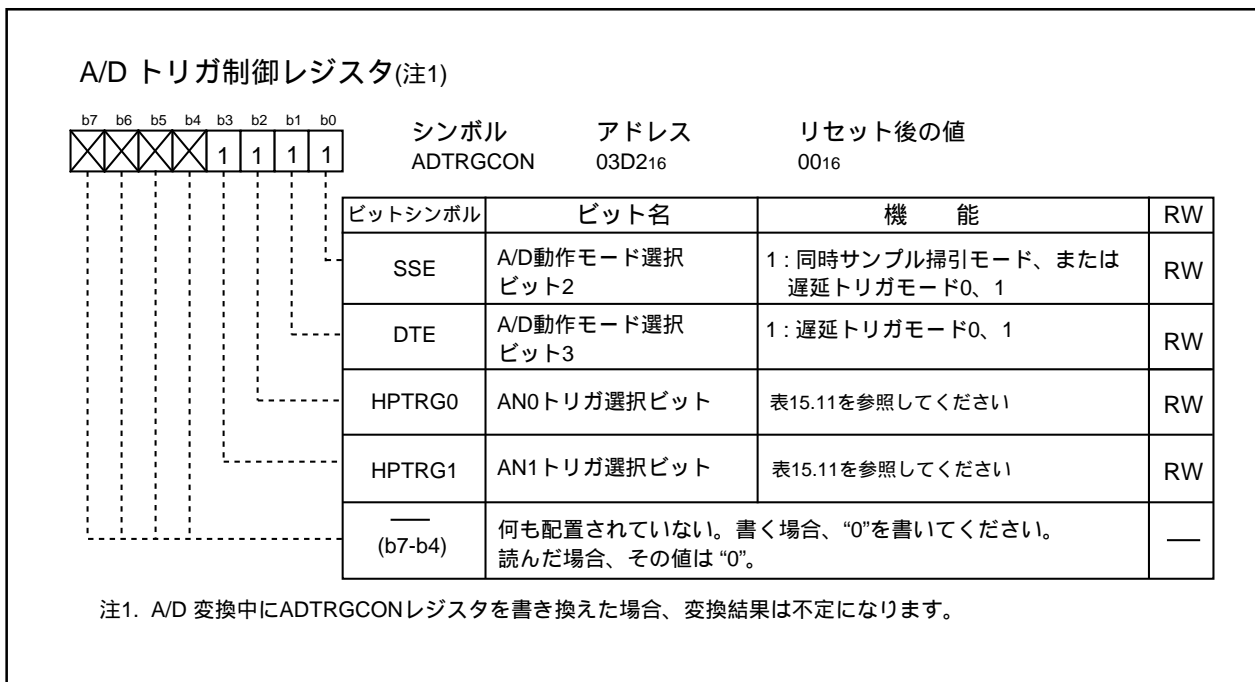 A/D トリガ制御レジスタ(注1)
b7 b6 b5 b4 b3 b2 b1 b0
1 1 1 1
シンボル アドレス リセット後の値
ADTRGCON 03D216 0016
ビットシンボル ビット名 機 能 RW
SSE A/D動作モード選択 ビット2 1 : 同時サンプル掃引モード、または 遅延トリガモード0、1 RW
DTE A/D動作モード選択 ビット3 1 : 遅延トリガモード0、1 RW
HPTRG0 AN0トリガ選択ビット 表15.11を参照してください RW
HPTRG1 AN1トリガ選択ビット 表15.11を参照してください RW
(b7-b4) 何も配置されていない。書く場合、“0”を書いてください。
読んだ場合、その値は “0”。
注1. A/D 変換中にADTRGCONレジスタを書き換えた場合、変換結果は不定になります。